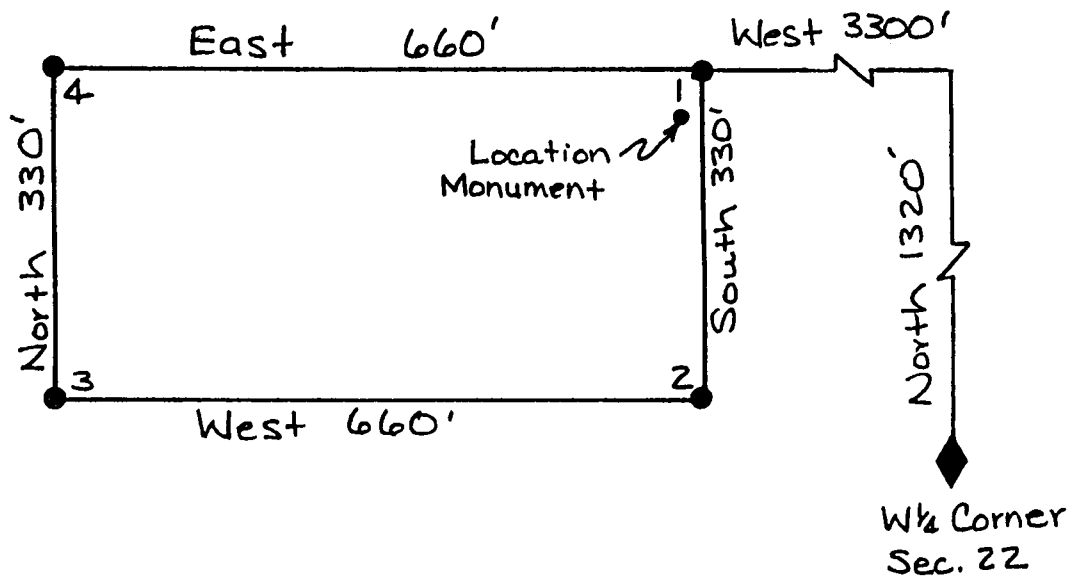 East 660'
West 3300'
4
1
Location
Monument
North 330'
South 330'
North 1320'
3
2
West 660'
W¼ Corner
Sec. 22